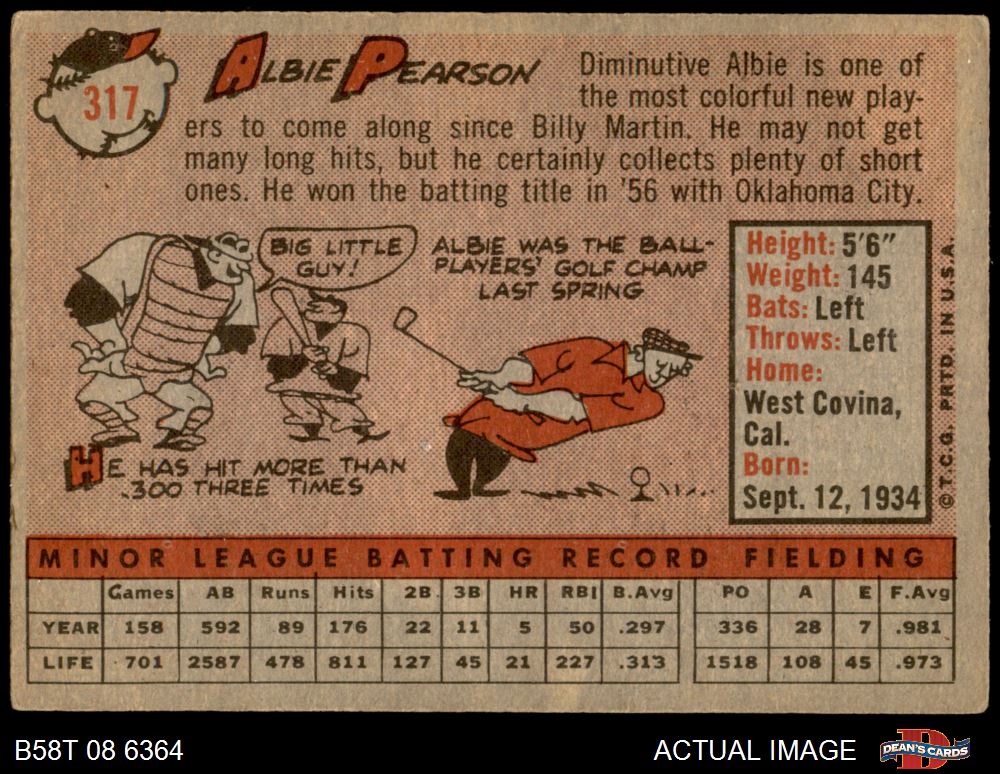 317
ALBIE PEARSON
Diminutive Albie is one of
the most colorful new play-
ers to come along since Billy Martin. He may not get
many long hits, but he certainly collects plenty of short
ones. He won the batting title in '56 with Oklahoma City.
BIG LITTLE
GUY!
HE HAS HIT MORE THAN
.300 THREE TIMES
ALBIE WAS THE BALL-
PLAYERS' GOLF CHAMP
LAST SPRING
Height: 5'6"
Weight: 145
Bats: Left
Throws: Left
Home:
West Covina,
Cal.
Born:
Sept. 12, 1934
© T.C.G. PRTD. IN U.S.A.
MINOR LEAGUE BATTING RECORD FIELDING
Games AB Runs Hits 2B. 3B HR RBI B.Avg PO A E F.Avg
YEAR 158 592 89 176 22 11 5 50 .297 336 28 7 .981
LIFE 701 2587 478 811 127 45 21 227 .313 1518 108 45 .973
B58T 08 6364
ACTUAL IMAGE
B
DEAN'S CARDS